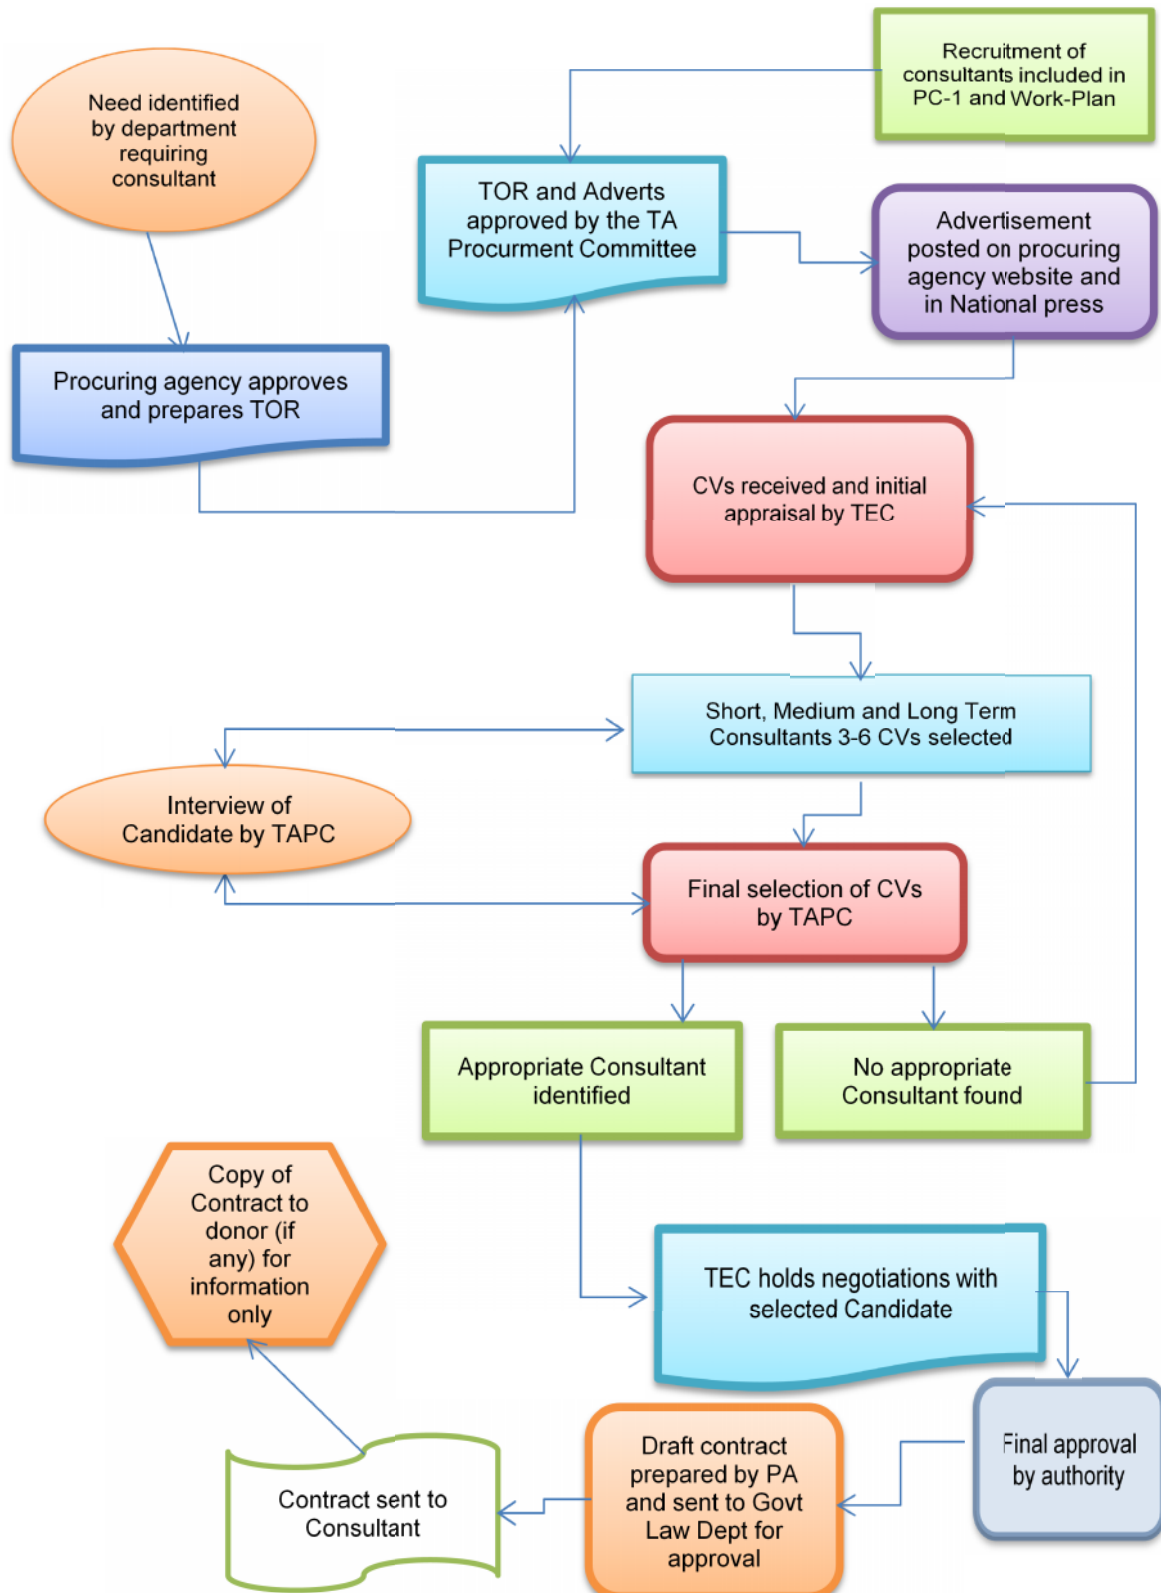 Recruitment of
consultants included in
PC-1 and Work-Plan
Need identified
by department
requiring
consultant
TOR and Adverts
approved by the TA
Procurment Committee
Advertisement
posted on procuring
agency website and
in National press
Procuring agency approves
and prepares TOR
CVs received and initial
appraisal by TEC
Short, Medium and Long Term
Consultants 3-6 CVs selected
Interview of
Candidate by TAPC
Final selection of CVs
by TAPC
Appropriate Consultant
identified
No appropriate
Consultant found
Copy of
Contract to
donor (if
any) for
information
only
TEC holds negotiations with
selected Candidate
Final approval
by authority
Draft contract
prepared by PA
and sent to Govt
Law Dept for
approval
Contract sent to
Consultant